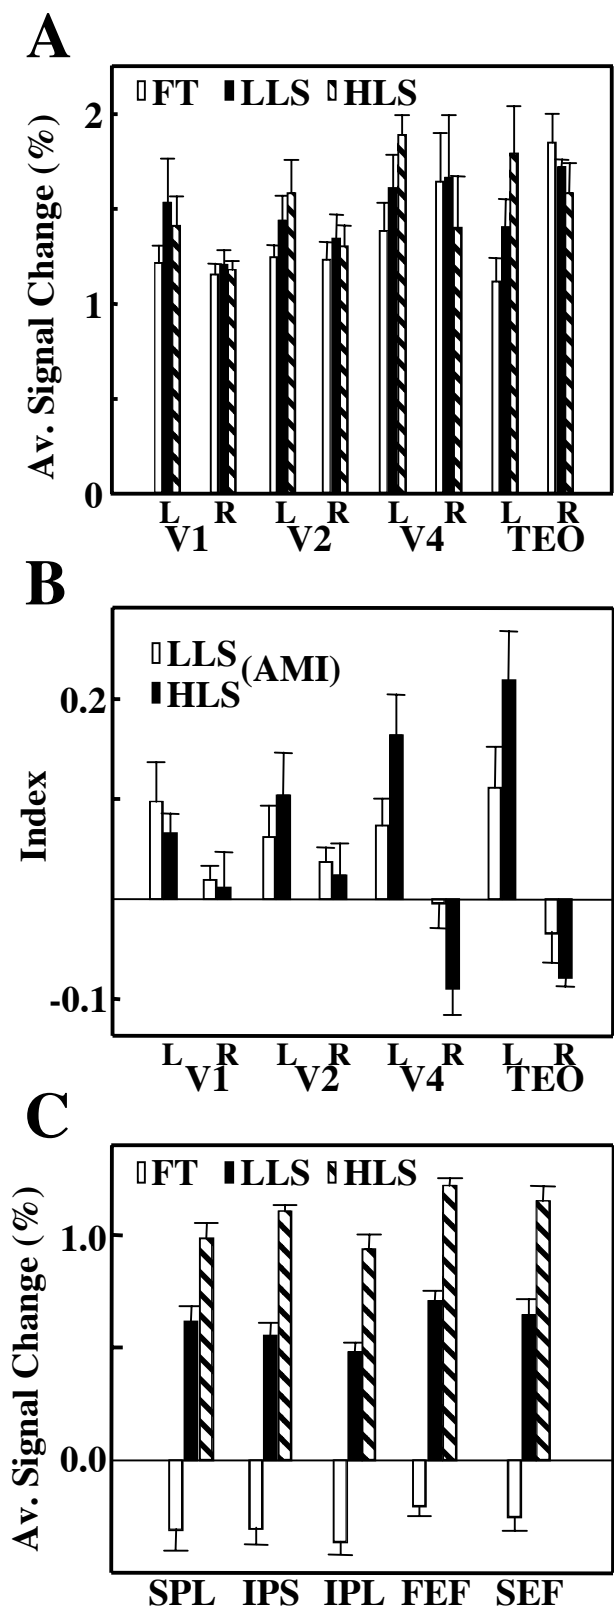 A
FT LLS HLS
Av. Signal Change (%)
2
1
0
L R L R L R L R
V1 V2 V4 TEO
B
LLS
HLS (AMI)
Index
0.2
-0.1
L R L R L R L R
V1 V2 V4 TEO
C
FT LLS HLS
Av. Signal Change (%)
1.0
0.0
SPL IPS IPL FEF SEF